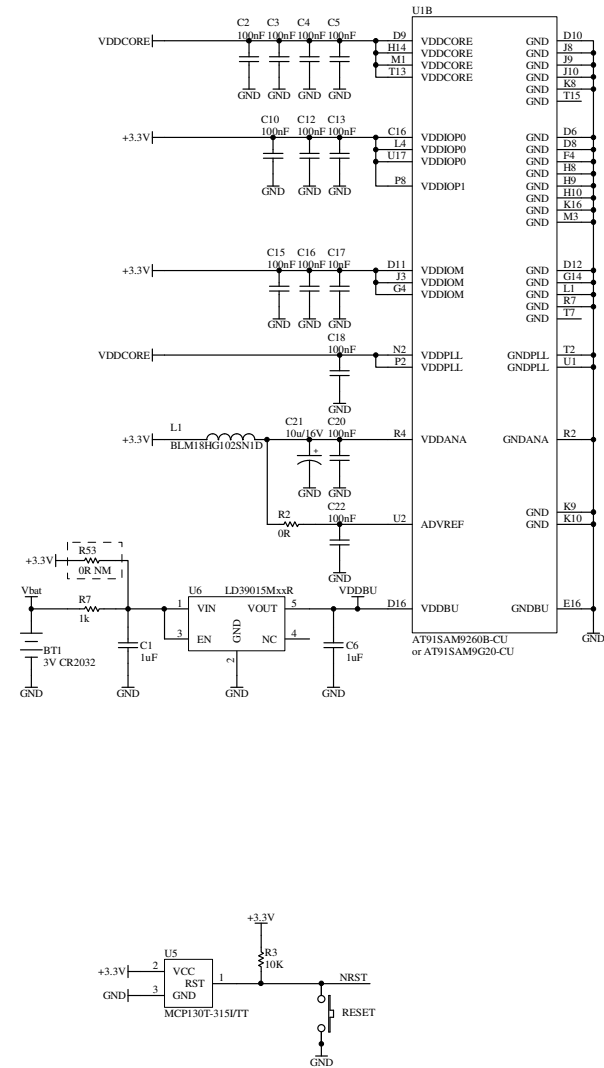 U1B
C2 C3 C4 C5
100nF 100nF 100nF 100nF
VDDCORE
D9 VDDCORE GND D10
H14 VDDCORE GND J8
M1 VDDCORE GND J9
T13 VDDCORE GND J10
GND K8
GND T15
GND GND GND GND
C10 C12 C13
100nF 100nF 100nF
+3.3V
C16 VDDIOP0 GND D6
L4 VDDIOP0 GND D8
U17 VDDIOP0 GND F4
GND H8
P8 VDDIOP1 GND H9
GND H10
GND K16
GND M3
GND GND GND
C15 C16 C17
100nF 100nF 10nF
+3.3V
D11 VDDIOM GND D12
J3 VDDIOM GND G14
G4 VDDIOM GND L1
GND R7
GND T7
GND GND GND
C18
100nF
VDDCORE
N2 VDDPLL GNDPLL T2
P2 VDDPLL GNDPLL U1
GND
L1
BLM18HG102SN1D
+3.3V
C21 C20
10u/16V 100nF
+
R4 VDDANA GNDANA R2
GND GND
R2
0R
C22
100nF
GND K9
U2 ADVREF GND K10
GND
R53
0R NM
+3.3V
Vbat
R7
1k
BT1
3V CR2032
GND
C1
1uF
GND
U6 LD39015MxxR
1 VIN VOUT 5
3 EN NC 4
GND
2
GND
VDDBU
C6
1uF
GND
D16 VDDBU GNDBU E16
GND
AT91SAM9260B-CU
or AT91SAM9G20-CU
+3.3V
R3
10K
U5
+3.3V 2 VCC
RST 1
GND 3 GND
MCP130T-315I/TT
NRST
RESET
GND